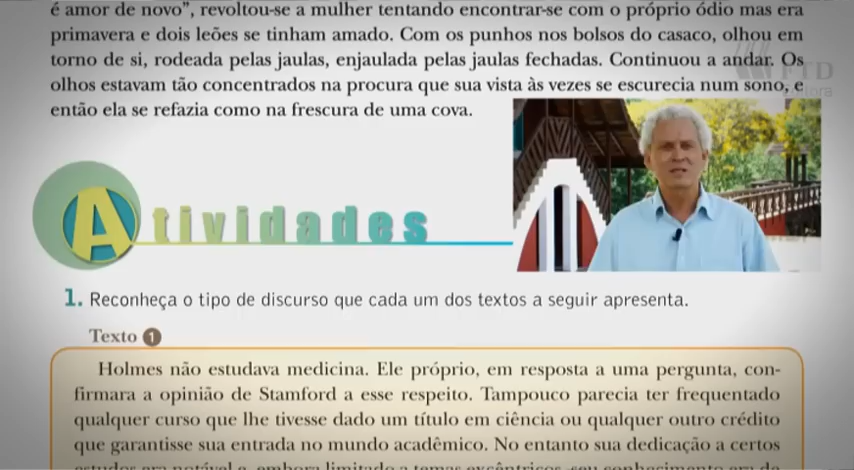 é amor de novo”, revoltou-se a mulher tentando encontrar-se com o próprio ódio mas era
primavera e dois leões se tinham amado. Com os punhos nos bolsos do casaco, olhou em
torno de si, rodeada pelas jaulas, enjaulada pelas jaulas fechadas. Continuou a andar. Os
olhos estavam tão concentrados na procura que sua vista às vezes se escurecia num sono, e
então ela se refazia como na frescura de uma cova.
FTD
Atividades
1. Reconheça o tipo de discurso que cada um dos textos a seguir apresenta.
Texto 1
Holmes não estudava medicina. Ele próprio, em resposta a uma pergunta, con-
firmara a opinião de Stamford a esse respeito. Tampouco parecia ter frequentado
qualquer curso que lhe tivesse dado um título em ciência ou qualquer outro crédito
que garantisse sua entrada no mundo acadêmico. No entanto sua dedicação a certos